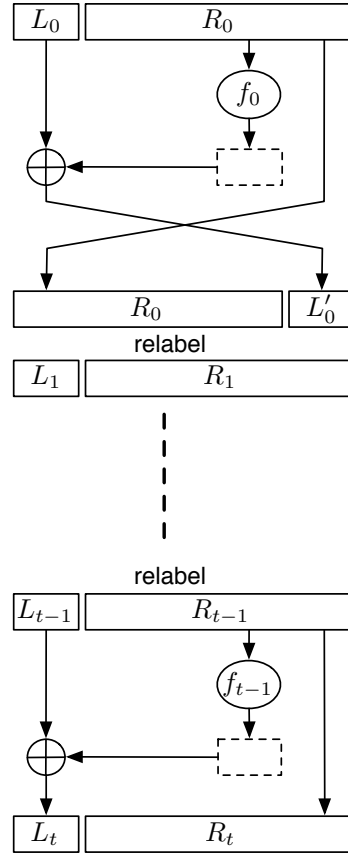 L₀ R₀
f₀
R₀ L′₀
relabel
L₁ R₁
relabel
Lₜ₋₁ Rₜ₋₁
fₜ₋₁
Lₜ Rₜ